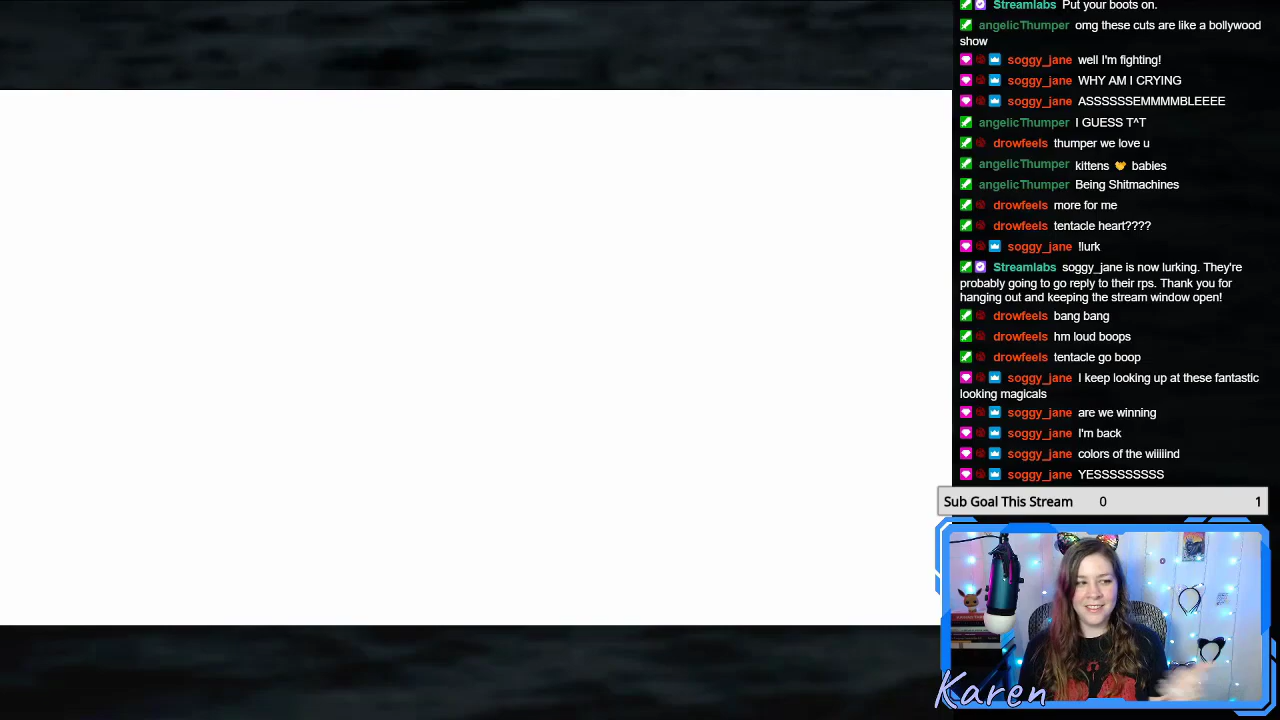 Streamlabs Put your boots on.
angelicThumper omg these cuts are like a bollywood
show
soggy_jane well I'm fighting!
soggy_jane WHY AM I CRYING
soggy_jane ASSSSSSEMMMMBLEEEE
angelicThumper I GUESS T^T
drowfeels thumper we love u
angelicThumper kittens babies
angelicThumper Being Shitmachines
drowfeels more for me
drowfeels tentacle heart????
soggy_jane !lurk
Streamlabs soggy_jane is now lurking. They're
probably going to go reply to their rps. Thank you for
hanging out and keeping the stream window open!
drowfeels bang bang
drowfeels hm loud boops
drowfeels tentacle go boop
soggy_jane I keep looking up at these fantastic
looking magicals
soggy_jane are we winning
soggy_jane I'm back
soggy_jane colors of the wiiiiind
soggy_jane YESSSSSSSSS
Sub Goal This Stream 0 1
Karen